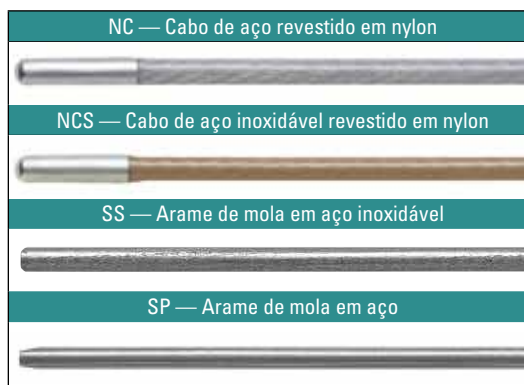 NC — Cabo de aço revestido em nylon
NCS — Cabo de aço inoxidável revestido em nylon
SS — Arame de mola em aço inoxidável
SP — Arame de mola em aço